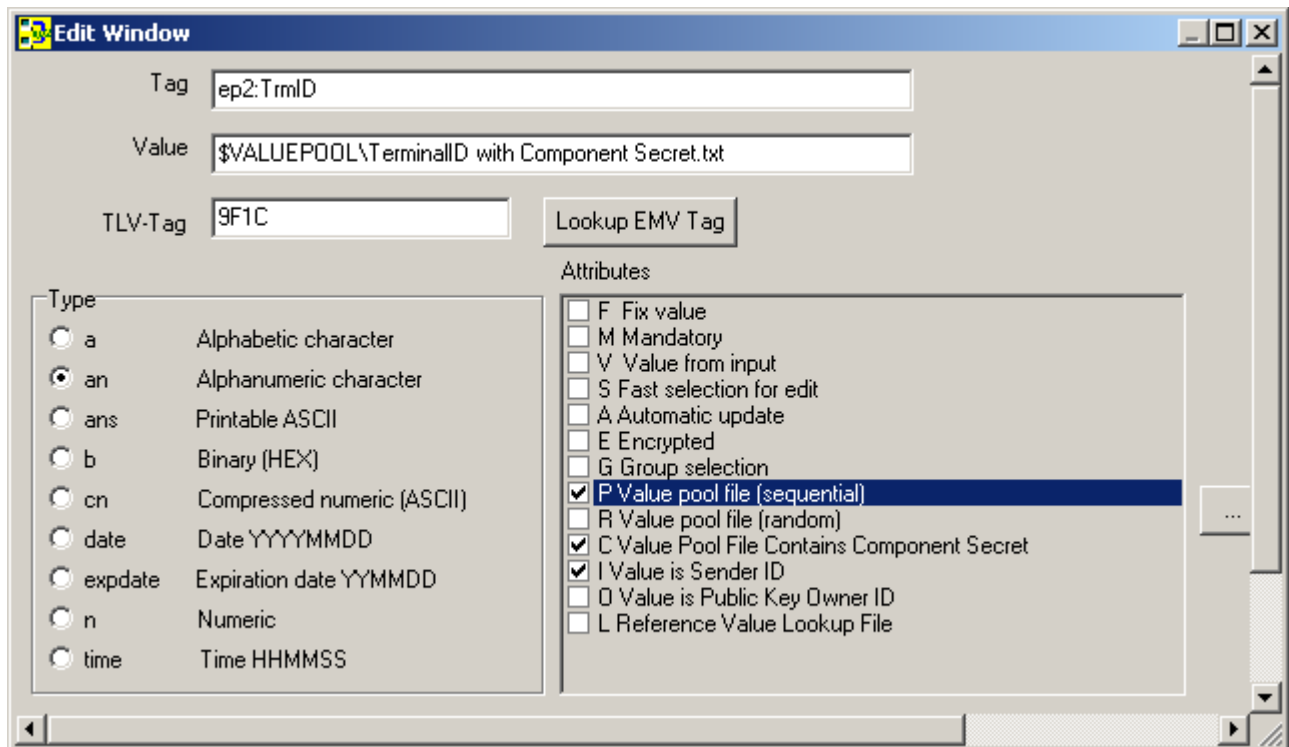 Edit Window
Tag ep2:TrmID
Value $VALUEPOOL\TerminalID with Component Secret.txt
TLV-Tag 9F1C Lookup EMV Tag
Attributes
Type
a Alphabetic character
an Alphanumeric character
ans Printable ASCII
b Binary (HEX)
cn Compressed numeric (ASCII)
date Date YYYYMMDD
expdate Expiration date YYMMDD
n Numeric
time Time HHMMSS
F Fix value
M Mandatory
V Value from input
S Fast selection for edit
A Automatic update
E Encrypted
G Group selection
P Value pool file (sequential)
R Value pool file (random)
C Value Pool File Contains Component Secret
I Value is Sender ID
O Value is Public Key Owner ID
L Reference Value Lookup File
...